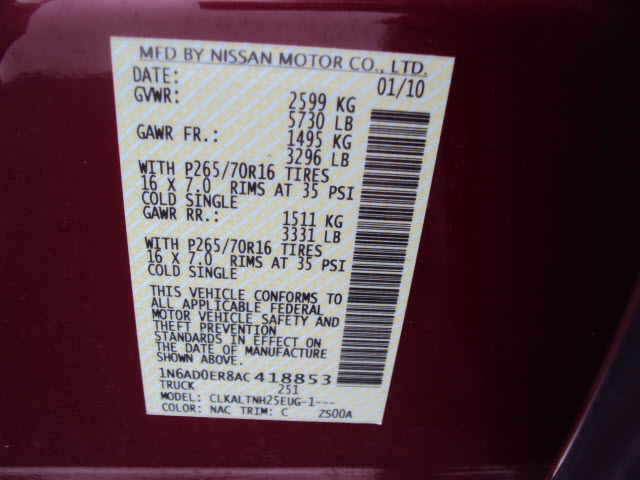 MFD BY NISSAN MOTOR CO., LTD.
DATE: 01/10
GVWR: 2599 KG
5730 LB
GAWR FR.: 1495 KG
3296 LB
WITH P265/70R16 TIRES
16 X 7.0 RIMS AT 35 PSI
COLD SINGLE
GAWR RR.: 1511 KG
3331 LB
WITH P265/70R16 TIRES
16 X 7.0 RIMS AT 35 PSI
COLD SINGLE
THIS VEHICLE CONFORMS TO
ALL APPLICABLE FEDERAL
MOTOR VEHICLE SAFETY AND
THEFT PREVENTION
STANDARDS IN EFFECT ON
THE DATE OF MANUFACTURE
SHOWN ABOVE.
1N6AD0ER8AC418853
TRUCK 251
MODEL: CLKALTNH25EUG-1---
COLOR: NAC TRIM: C ZS00A